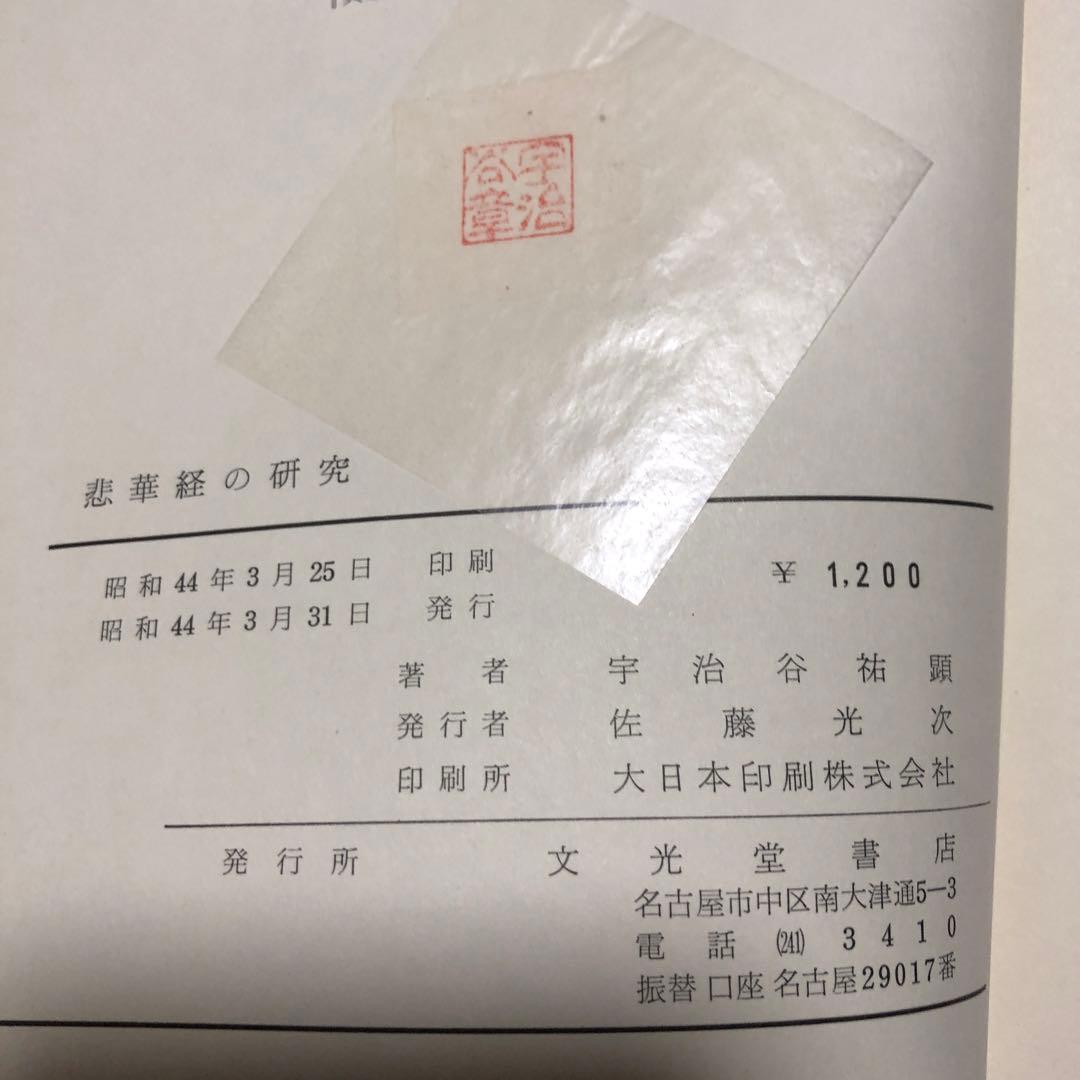 宇治
谷章
悲華経の研究
昭和44年3月25日 印刷
昭和44年3月31日 発行
¥ 1,200
著者 宇治谷祐顕
発行者 佐藤光次
印刷所 大日本印刷株式会社
発行所 文光堂書店
名古屋市中区南大津通5-3
電話 (241) 3410
振替口座 名古屋29017番